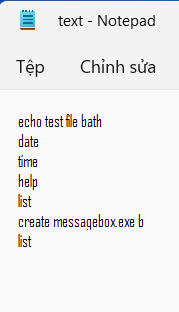 text - Notepad
Tệp Chỉnh sửa
echo test file bath
date
time
help
list
create messagebox.exe b
list